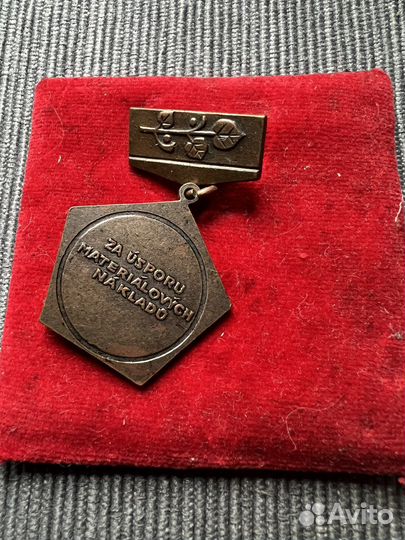 ZA ÚSPORU
MATERIÁLOVÝCH
NÁKLADŮ
Avito